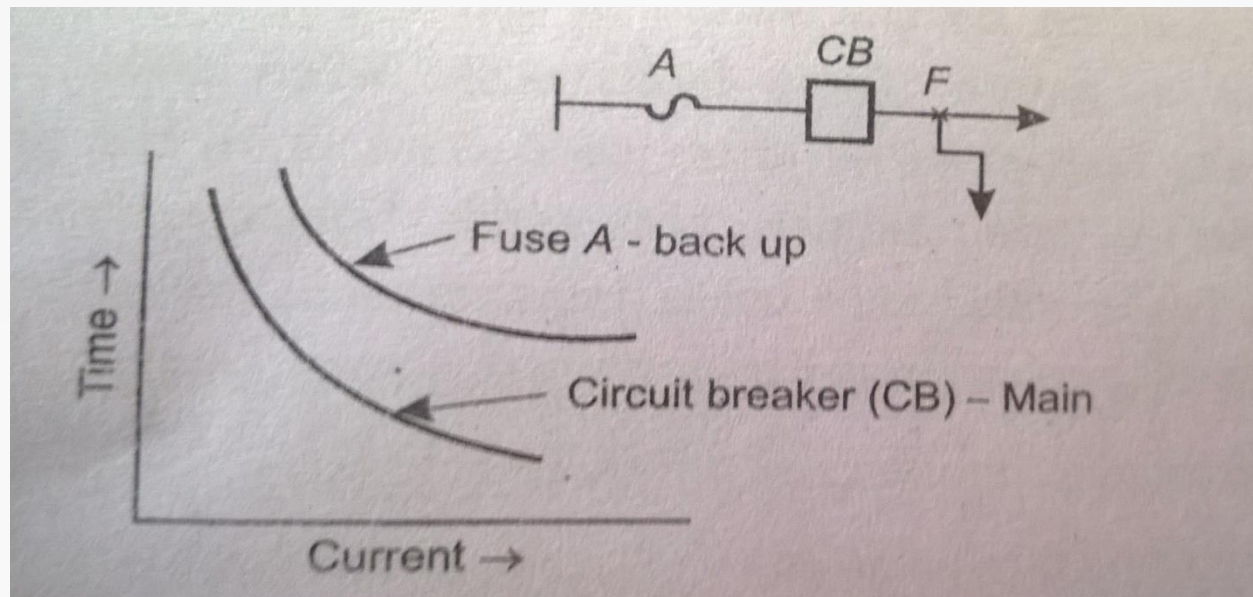 A
CB
F
Fuse A - back up
Circuit breaker (CB) – Main
Time →
Current →